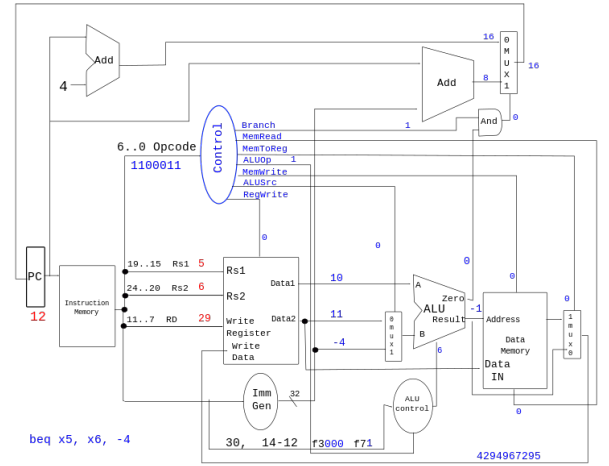 16
0
M
U
X
1
16
Add
4
Add
8
And
0
Branch
1
MemRead
6..0 Opcode
MemToReg
1100011
ALUOp 1
Control
MemWrite
ALUSrc
RegWrite
0
0
0
0
0
PC
12
Instruction
Memory
19..15 Rs1 5
24..20 Rs2 6
11..7 RD 29
Rs1
Rs2
Write
Register
Write
Data
Data1
Data2
10
11
-4
0
m
u
x
1
A
B
ALU
Zero
Result
-1
6
Address
Data
Memory
Data
IN
0
1
m
u
x
0
Imm
Gen
32
ALU
control
30, 14-12 f3000 f71
beq x5, x6, -4
4294967295